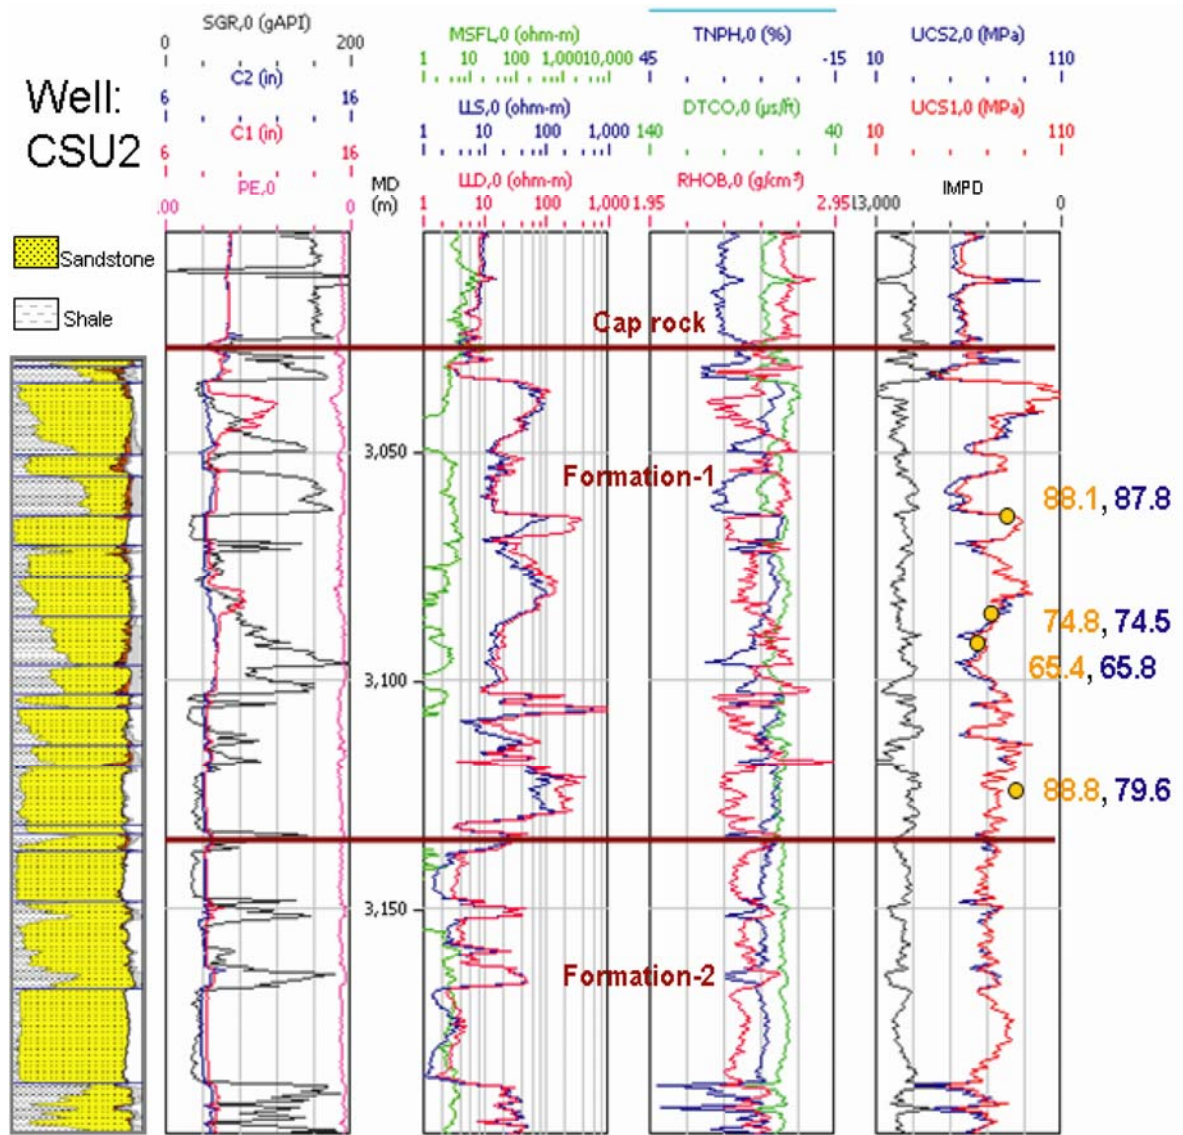 Well:
CSU2
Sandstone
Shale
SGR,0 (gAPI)
0 200
C2 (in)
6 16
C1 (in)
6 16
PE,0
.00 0
MD
(m)
MSFL,0 (ohm-m)
1 10 100 1,000 10,000
LLS,0 (ohm-m)
1 10 100 1,000
LLD,0 (ohm-m)
1 10 100 1,000
TNPH,0 (%)
45 -15
DTCO,0 (µs/ft)
140 40
RHOB,0 (g/cm³)
1.95 2.95
UCS2,0 (MPa)
10 110
UCS1,0 (MPa)
10 110
IMPD
13,000 0
Cap rock
3,050
Formation-1
88.1, 87.8
74.8, 74.5
65.4, 65.8
3,100
88.8, 79.6
3,150
Formation-2